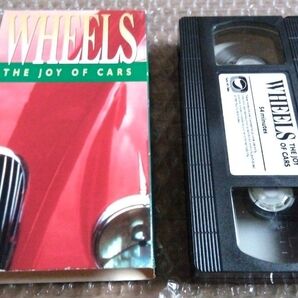 WHEELS
THE JOY OF CARS
WHEELS
THE JOY
OF CARS
54 minutes